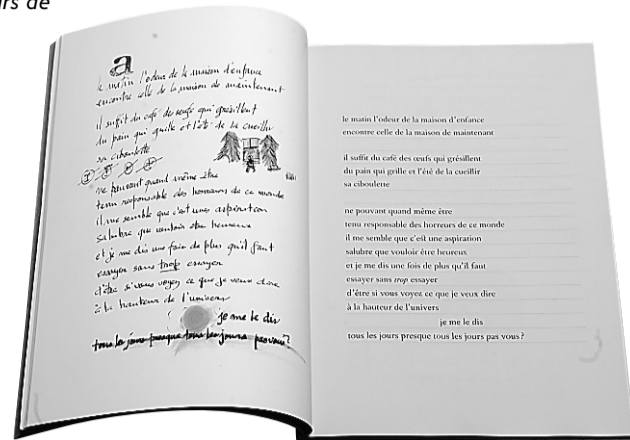 rs de
a
le matin l'odeur de la maison d'enfance
encontre celle de la maison de maintenant
il suffit du café des oeufs qui grésillent
du pain qui grille et l'été de la cueillir
sa ciboulette
ne pouvant quand même être
tenu responsable des horreurs de ce monde
il me semble que c'est une aspiration
salubre que vouloir être heureux
et je me dis une fois de plus qu'il faut
essayer sans trop essayer
d'être si vous voyez ce que je veux dire
à la hauteur de l'univers
je me le dis
tous les jours presque tous les jours pas vous?
le matin l'odeur de la maison d'enfance
encontre celle de la maison de maintenant
il suffit du café des œufs qui grésillent
du pain qui grille et l'été de la cueillir
sa ciboulette
ne pouvant quand même être
tenu responsable des horreurs de ce monde
il me semble que c'est une aspiration
salubre que vouloir être heureux
et je me dis une fois de plus qu'il faut
essayer sans trop essayer
d'être si vous voyez ce que je veux dire
à la hauteur de l'univers
je me le dis
tous les jours presque tous les jours pas vous?